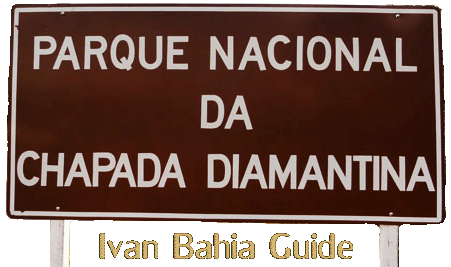 PARQUE NACIONAL
DA
CHAPADA DIAMANTINA
Ivan Bahia Guide